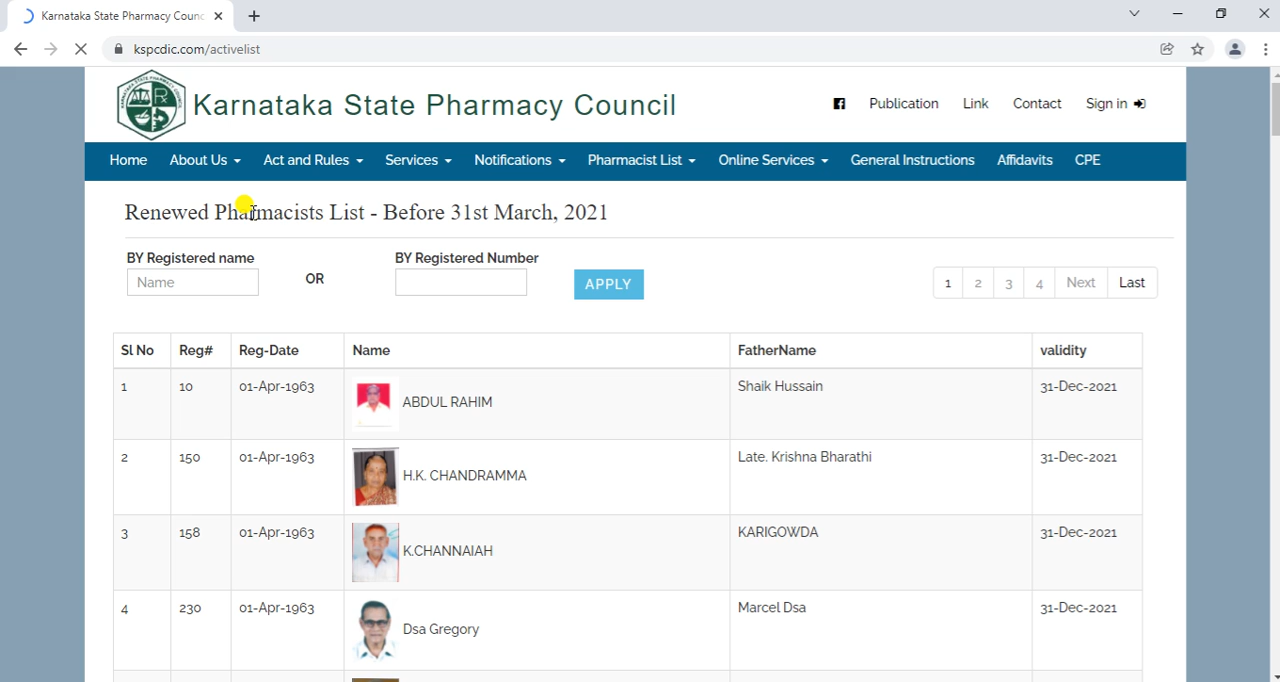 Karnataka State Pharmacy Counc
kspcdic.com/activelist
Karnataka State Pharmacy Council
Publication Link Contact Sign in
Home About Us Act and Rules Services Notifications Pharmacist List Online Services General Instructions Affidavits CPE
Renewed Pharmacists List - Before 31st March, 2021
BY Registered name OR BY Registered Number
Name APPLY 1 2 3 4 Next Last
Sl No Reg# Reg-Date Name FatherName validity
1 10 01-Apr-1963 ABDUL RAHIM Shaik Hussain 31-Dec-2021
2 150 01-Apr-1963 H.K. CHANDRAMMA Late. Krishna Bharathi 31-Dec-2021
3 158 01-Apr-1963 K.CHANNAIAH KARIGOWDA 31-Dec-2021
4 230 01-Apr-1963 Dsa Gregory Marcel Dsa 31-Dec-2021